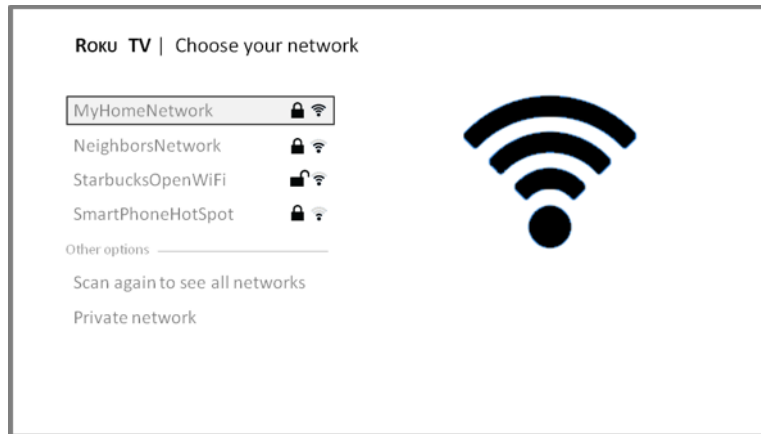 ROKU TV | Choose your network
MyHomeNetwork
NeighborsNetwork
StarbucksOpenWiFi
SmartPhoneHotSpot
Other options
Scan again to see all networks
Private network